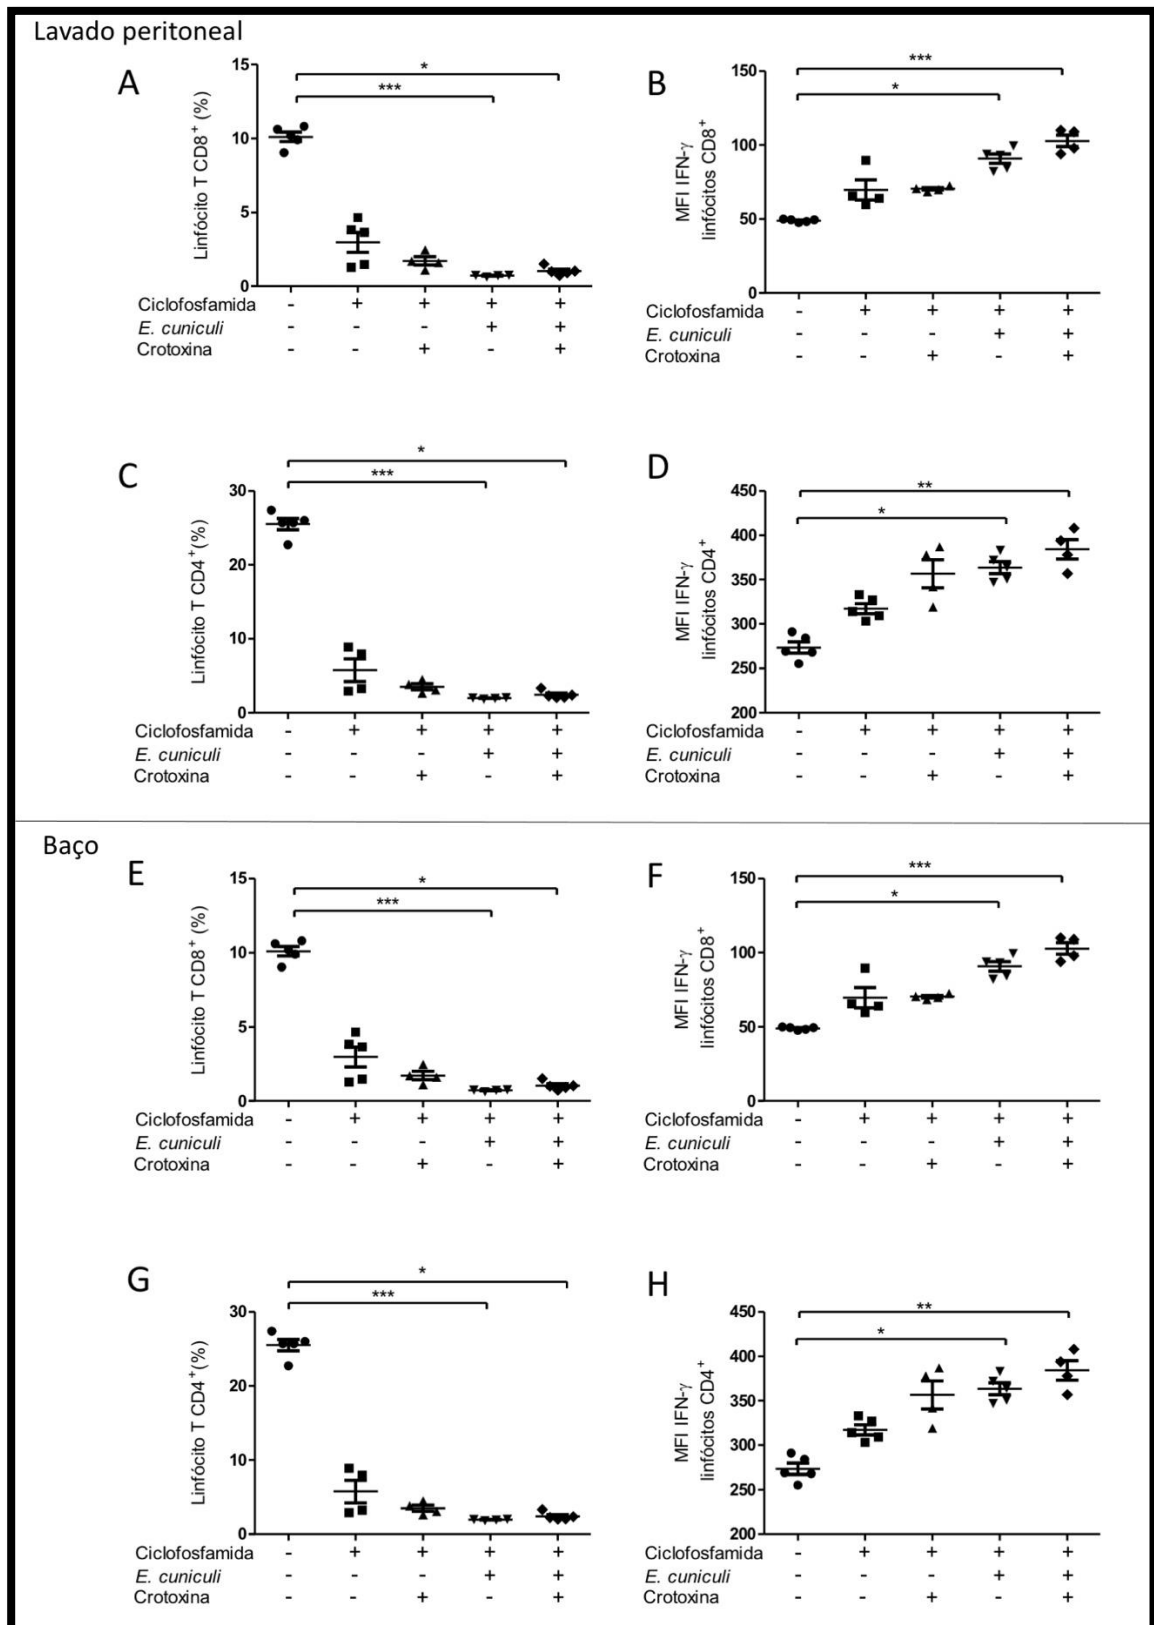 Lavado peritoneal
A
Linfócito T CD8+ (%)
15
10
5
0
*
***
Ciclofosfamida - + + + +
E. cuniculi - - - + +
Crotoxina - - + - +
B
MFI IFN-γ
linfócitos CD8+
150
100
50
0
***
*
Ciclofosfamida - + + + +
E. cuniculi - - - + +
Crotoxina - - + - +
C
Linfócito T CD4+(%)
30
20
10
0
*
***
Ciclofosfamida - + + + +
E. cuniculi - - - + +
Crotoxina - - + - +
D
MFI IFN-γ
linfócitos CD4+
450
400
350
300
250
200
**
*
Ciclofosfamida - + + + +
E. cuniculi - - - + +
Crotoxina - - + - +
Baço
E
Linfócito T CD8+ (%)
15
10
5
0
*
***
Ciclofosfamida - + + + +
E. cuniculi - - - + +
Crotoxina - - + - +
F
MFI IFN-γ
linfócitos CD8+
150
100
50
0
***
*
Ciclofosfamida - + + + +
E. cuniculi - - - + +
Crotoxina - - + - +
G
Linfócito T CD4+(%)
30
20
10
0
*
***
Ciclofosfamida - + + + +
E. cuniculi - - - + +
Crotoxina - - + - +
H
MFI IFN-γ
linfócitos CD4+
450
400
350
300
250
200
**
*
Ciclofosfamida - + + + +
E. cuniculi - - - + +
Crotoxina - - + - +